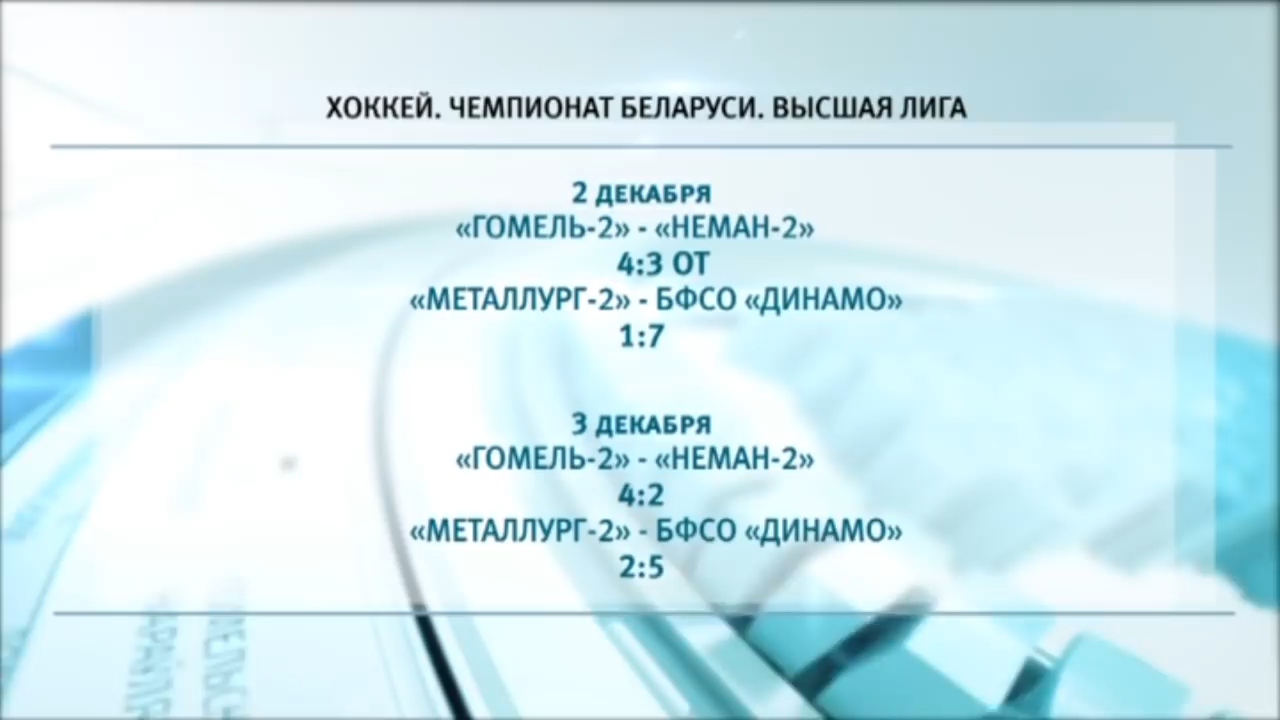 ХОККЕЙ. ЧЕМПИОНАТ БЕЛАРУСИ. ВЫСШАЯ ЛИГА
2 ДЕКАБРЯ
«ГОМЕЛЬ-2» - «НЕМАН-2»
4:3 ОТ
«МЕТАЛЛУРГ-2» - БФСО «ДИНАМО»
1:7
3 ДЕКАБРЯ
«ГОМЕЛЬ-2» - «НЕМАН-2»
4:2
«МЕТАЛЛУРГ-2» - БФСО «ДИНАМО»
2:5